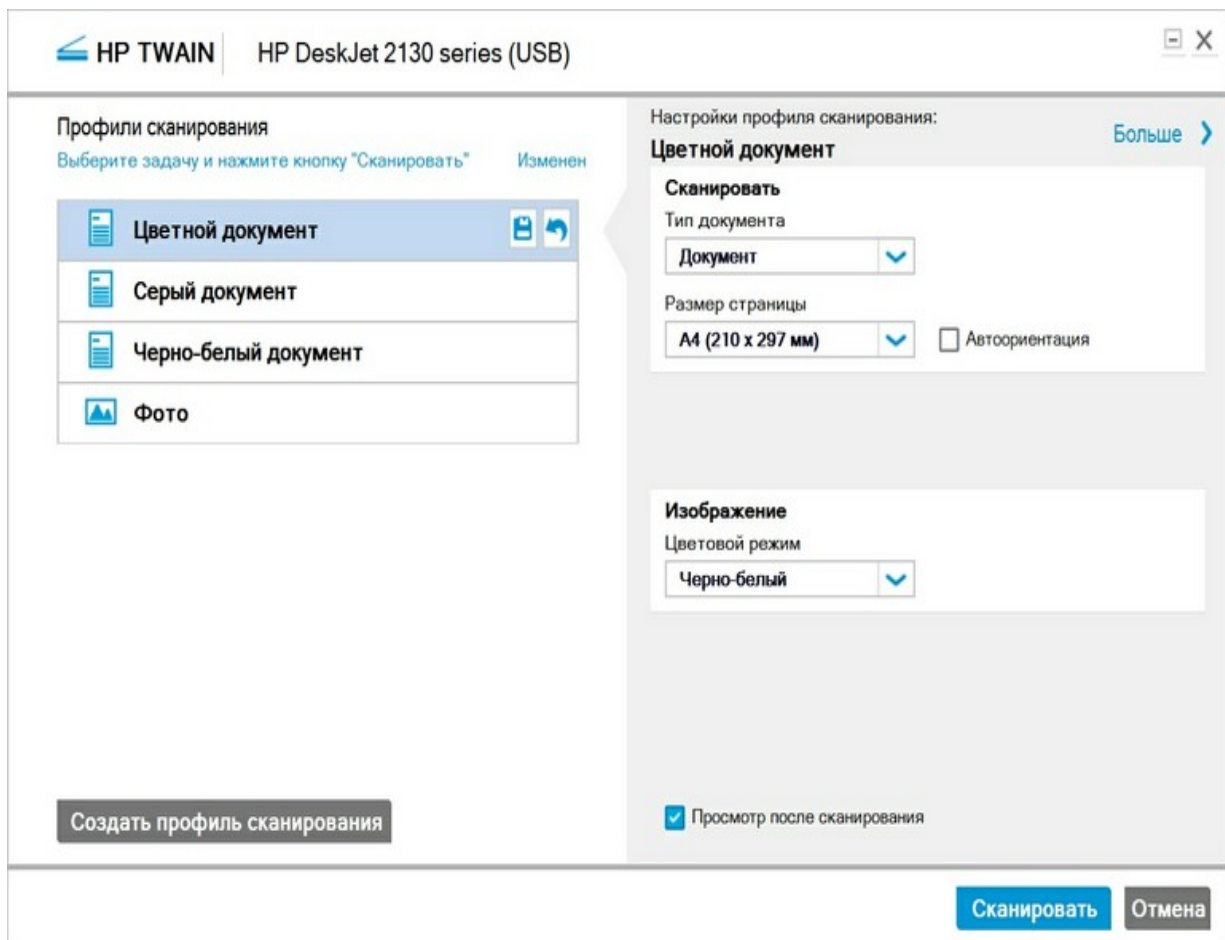 HP TWAIN HP DeskJet 2130 series (USB)
Профили сканирования
Выберите задачу и нажмите кнопку "Сканировать" Изменен
Цветной документ
Серый документ
Черно-белый документ
Фото
Создать профиль сканирования
Настройки профиля сканирования:
Цветной документ
Больше
Сканировать
Тип документа
Документ
Размер страницы
A4 (210 x 297 мм) Автоориентация
Изображение
Цветовой режим
Черно-белый
Просмотр после сканирования
Сканировать Отмена